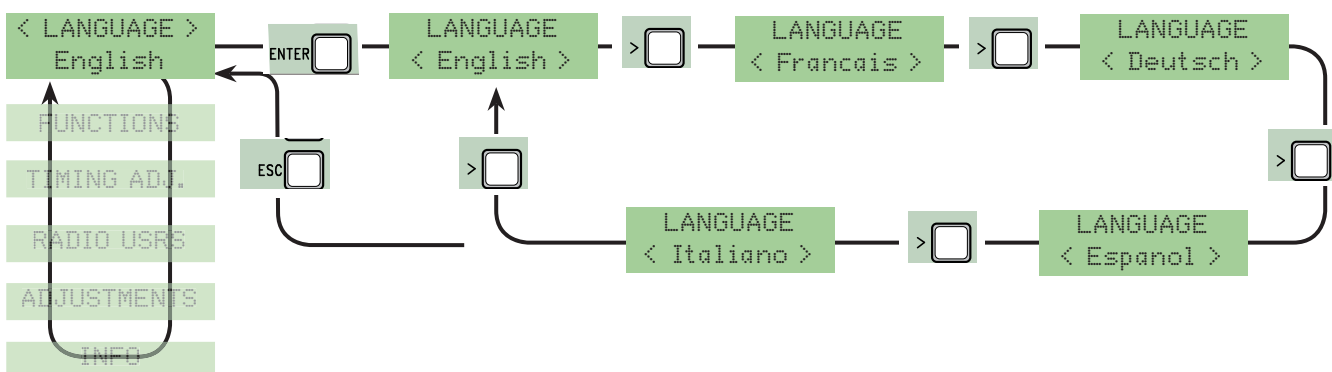 < LANGUAGE >
English
ENTER
LANGUAGE
< English >
>
LANGUAGE
< Francais >
>
LANGUAGE
< Deutsch >
>
LANGUAGE
< Espanol >
>
LANGUAGE
< Italiano >
>
ESC
FUNCTIONS
TIMING ADJ.
RADIO USRS
ADJUSTMENTS
INFO